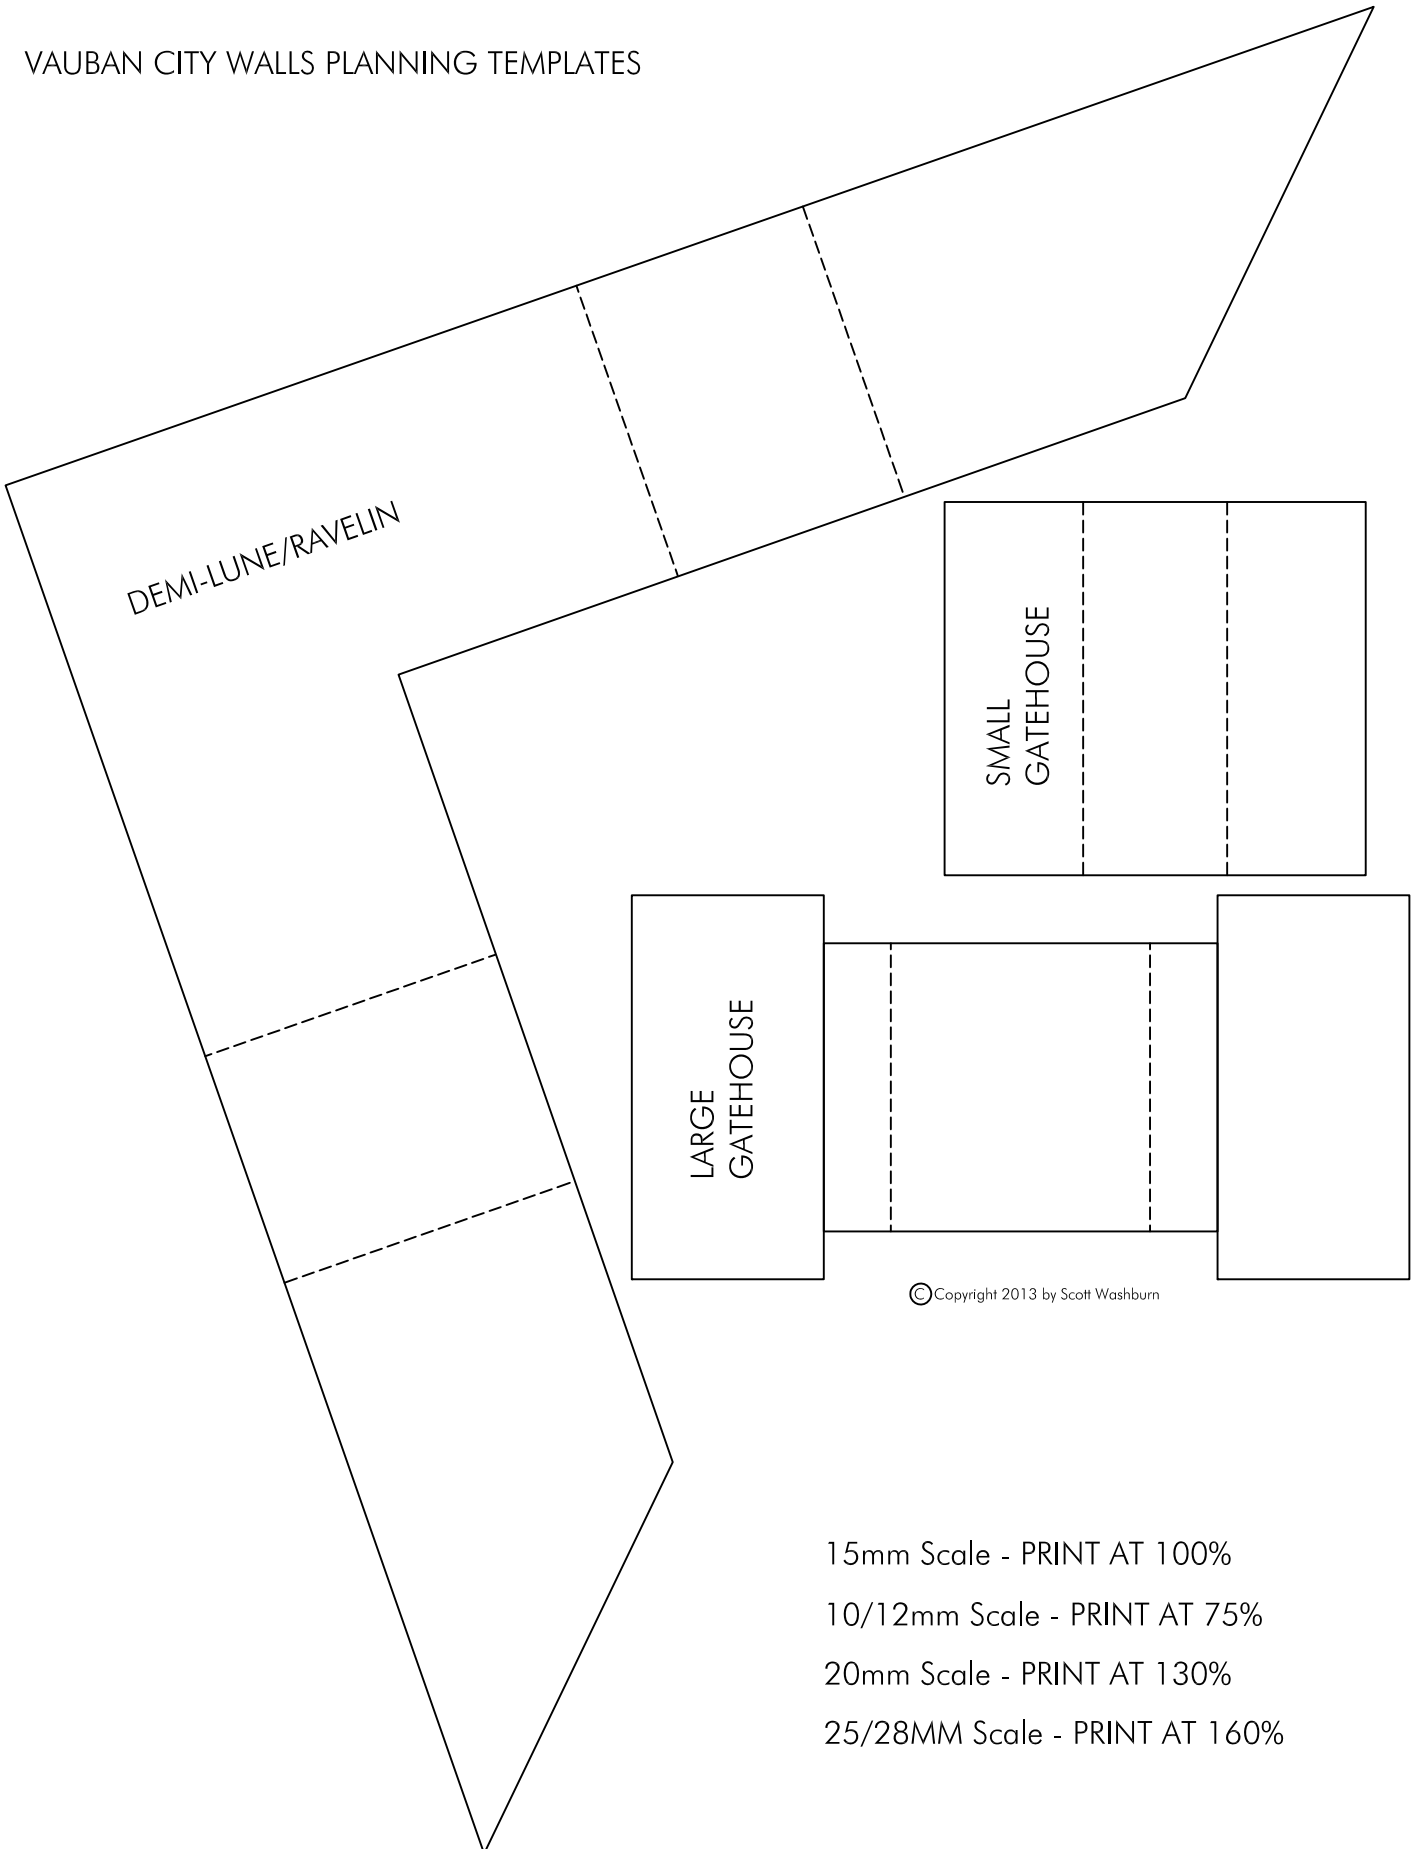 VAUBAN CITY WALLS PLANNING TEMPLATES
DEMI-LUNE/RAVELIN
SMALL
GATEHOUSE
LARGE
GATEHOUSE
©Copyright 2013 by Scott Washburn
15mm Scale - PRINT AT 100%
10/12mm Scale - PRINT AT 75%
20mm Scale - PRINT AT 130%
25/28MM Scale - PRINT AT 160%